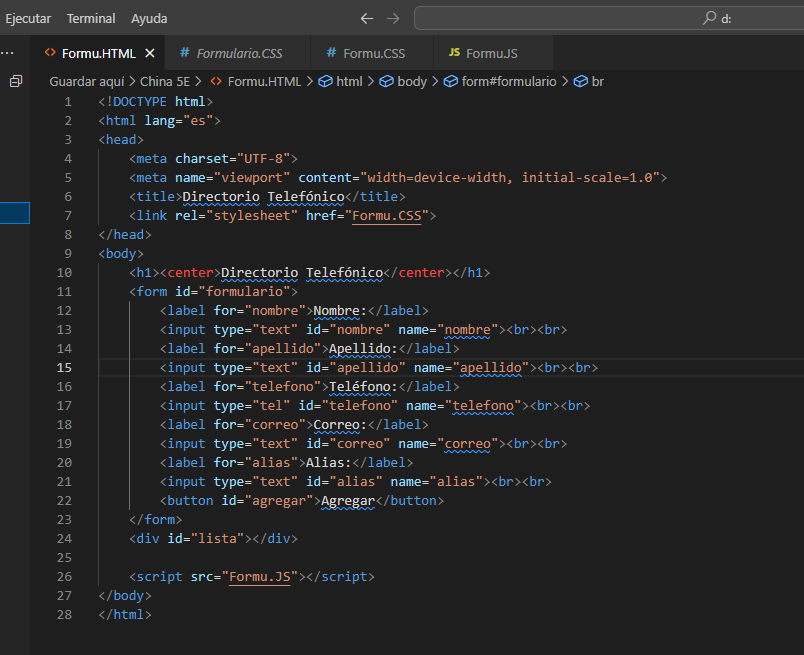 Ejecutar Terminal Ayuda ← → d:
... <> Formu.HTML × # Formulario.CSS # Formu.CSS JS Formu.JS
Guardar aquí > China 5E > <> Formu.HTML > html > body > form#formulario > br
1 <!DOCTYPE html>
2 <html lang="es">
3 <head>
4 <meta charset="UTF-8">
5 <meta name="viewport" content="width=device-width, initial-scale=1.0">
6 <title>Directorio Telefónico</title>
7 <link rel="stylesheet" href="Formu.CSS">
8 </head>
9 <body>
10 <h1><center>Directorio Telefónico</center></h1>
11 <form id="formulario">
12 <label for="nombre">Nombre:</label>
13 <input type="text" id="nombre" name="nombre"><br><br>
14 <label for="apellido">Apellido:</label>
15 <input type="text" id="apellido" name="apellido"><br><br>
16 <label for="telefono">Teléfono:</label>
17 <input type="tel" id="telefono" name="telefono"><br><br>
18 <label for="correo">Correo:</label>
19 <input type="text" id="correo" name="correo"><br><br>
20 <label for="alias">Alias:</label>
21 <input type="text" id="alias" name="alias"><br><br>
22 <button id="agregar">Agregar</button>
23 </form>
24 <div id="lista"></div>
25
26 <script src="Formu.JS"></script>
27 </body>
28 </html>